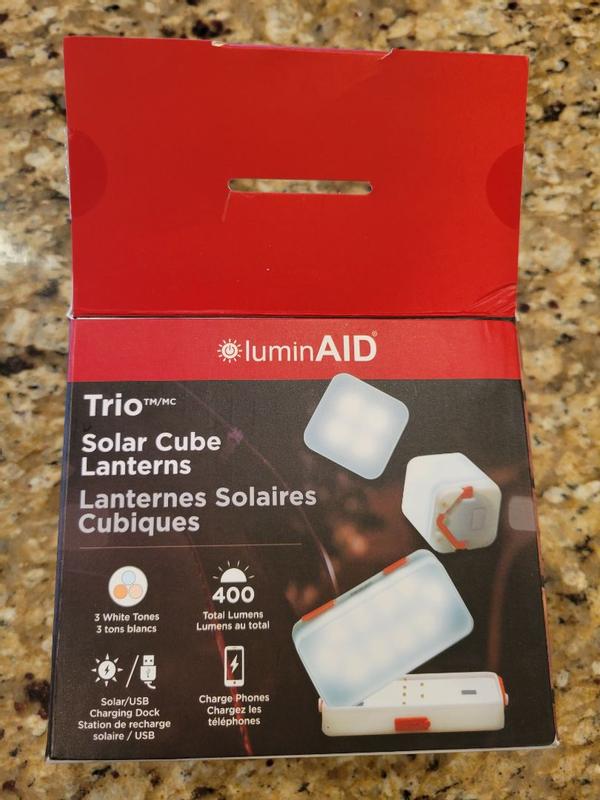 luminAID®
Trio™/MC
Solar Cube
Lanterns
Lanternes Solaires
Cubiques
3 White Tones
3 tons blancs
400
Total Lumens
Lumens au total
Solar/USB
Charging Dock
Station de recharge
solaire / USB
Charge Phones
Chargez les
téléphones